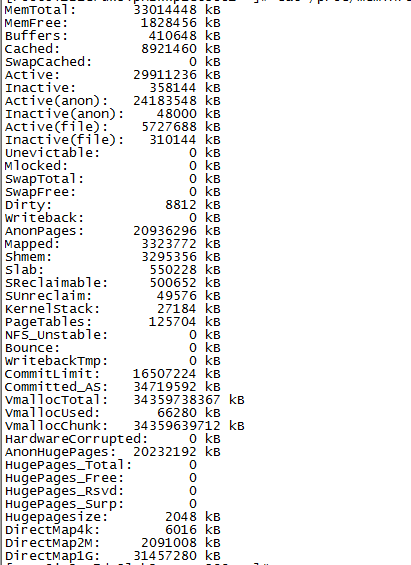 MemTotal: 33014448 kB
MemFree: 1828456 kB
Buffers: 410648 kB
Cached: 8921460 kB
SwapCached: 0 kB
Active: 29911236 kB
Inactive: 358144 kB
Active(anon): 24183548 kB
Inactive(anon): 48000 kB
Active(file): 5727688 kB
Inactive(file): 310144 kB
Unevictable: 0 kB
Mlocked: 0 kB
SwapTotal: 0 kB
SwapFree: 0 kB
Dirty: 8812 kB
Writeback: 0 kB
AnonPages: 20936296 kB
Mapped: 3323772 kB
Shmem: 3295356 kB
Slab: 550228 kB
SReclaimable: 500652 kB
SUnreclaim: 49576 kB
KernelStack: 27184 kB
PageTables: 125704 kB
NFS_Unstable: 0 kB
Bounce: 0 kB
WritebackTmp: 0 kB
CommitLimit: 16507224 kB
Committed_AS: 34719592 kB
VmallocTotal: 34359738367 kB
VmallocUsed: 66280 kB
VmallocChunk: 34359639712 kB
HardwareCorrupted: 0 kB
AnonHugePages: 20232192 kB
HugePages_Total: 0
HugePages_Free: 0
HugePages_Rsvd: 0
HugePages_Surp: 0
Hugepagesize: 2048 kB
DirectMap4k: 6016 kB
DirectMap2M: 2091008 kB
DirectMap1G: 31457280 kB